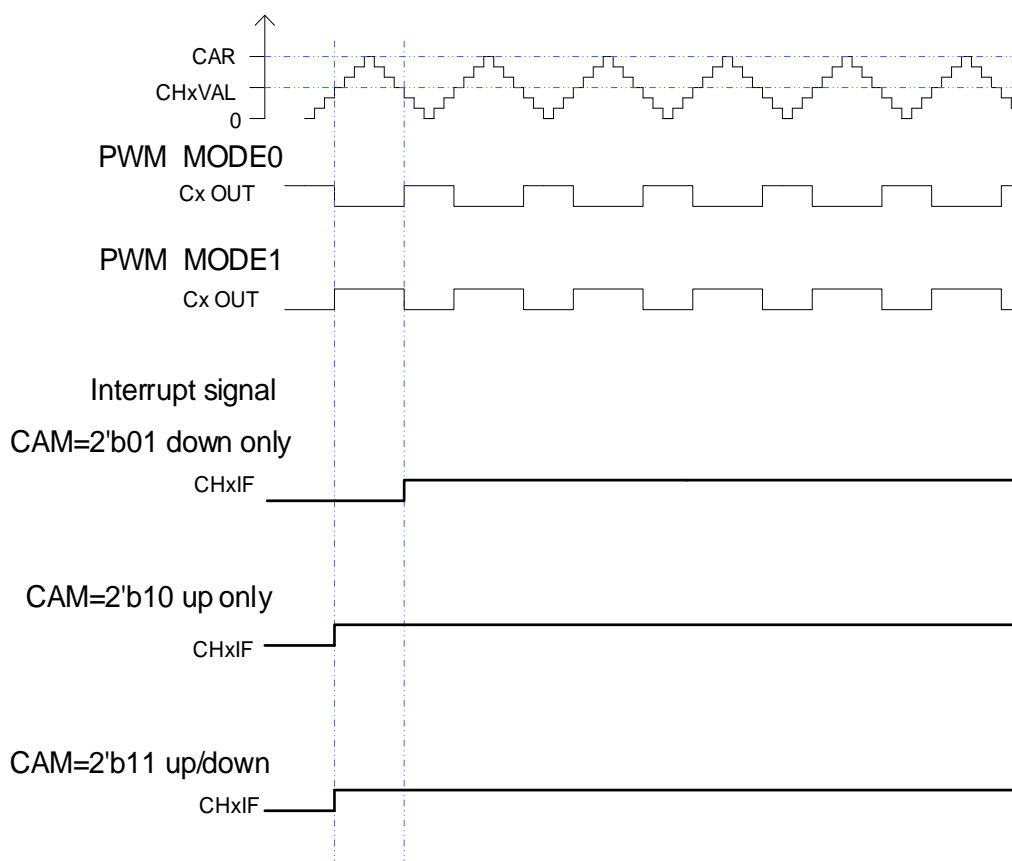 CAR
CHxVAL
0
PWM MODE0
Cx OUT
PWM MODE1
Cx OUT
Interrupt signal
CAM=2'b01 down only
CHxIF
CAM=2'b10 up only
CHxIF
CAM=2'b11 up/down
CHxIF